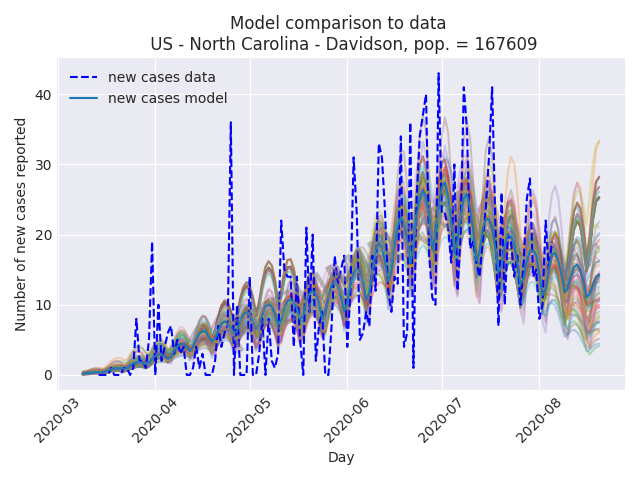 Model comparison to data
US - North Carolina - Davidson, pop. = 167609
new cases data
new cases model
Number of new cases reported
40
30
20
10
0
2020-03
2020-04
2020-05
2020-06
2020-07
2020-08
Day